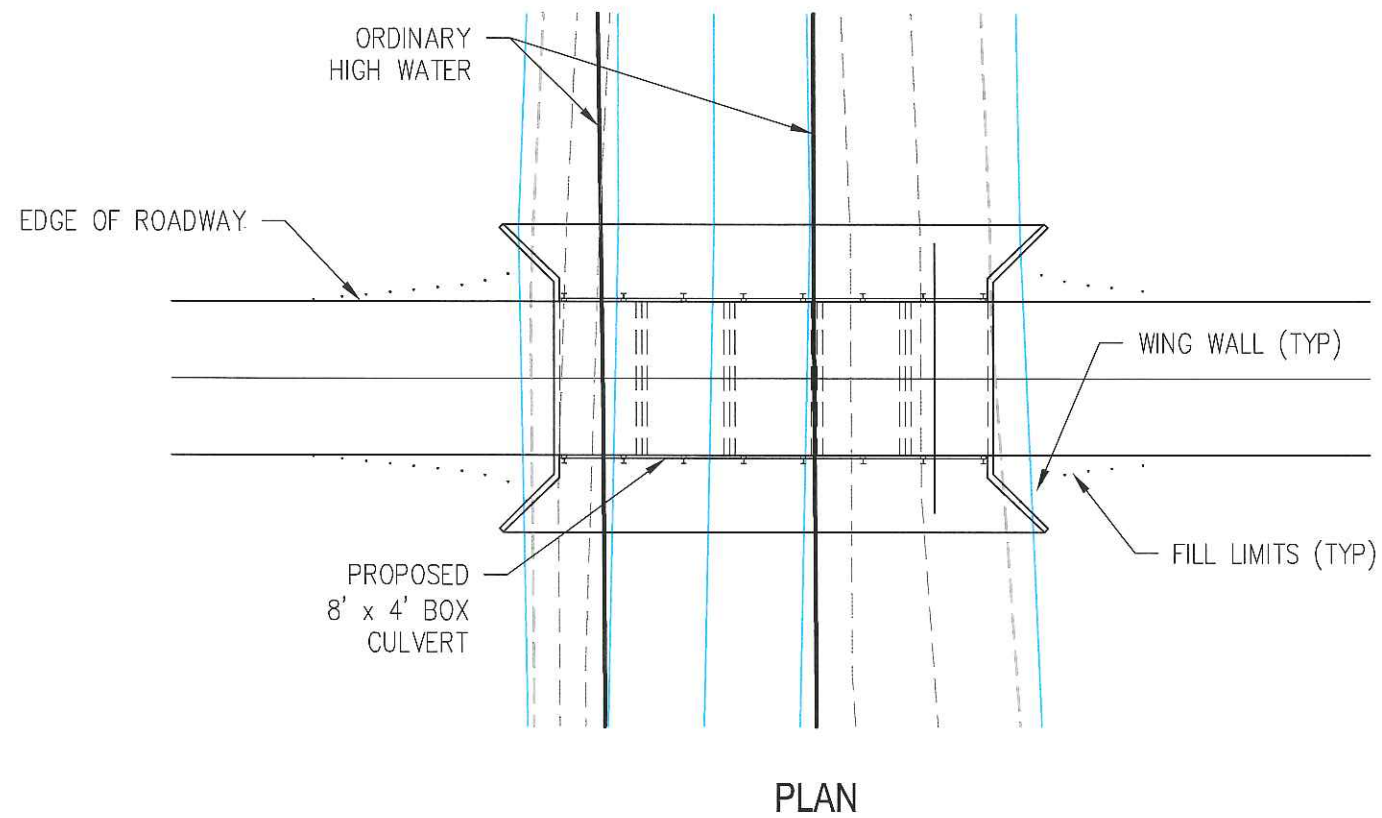 ORDINARY
HIGH WATER
EDGE OF ROADWAY
WING WALL (TYP)
FILL LIMITS (TYP)
PROPOSED
8' x 4' BOX
CULVERT
PLAN